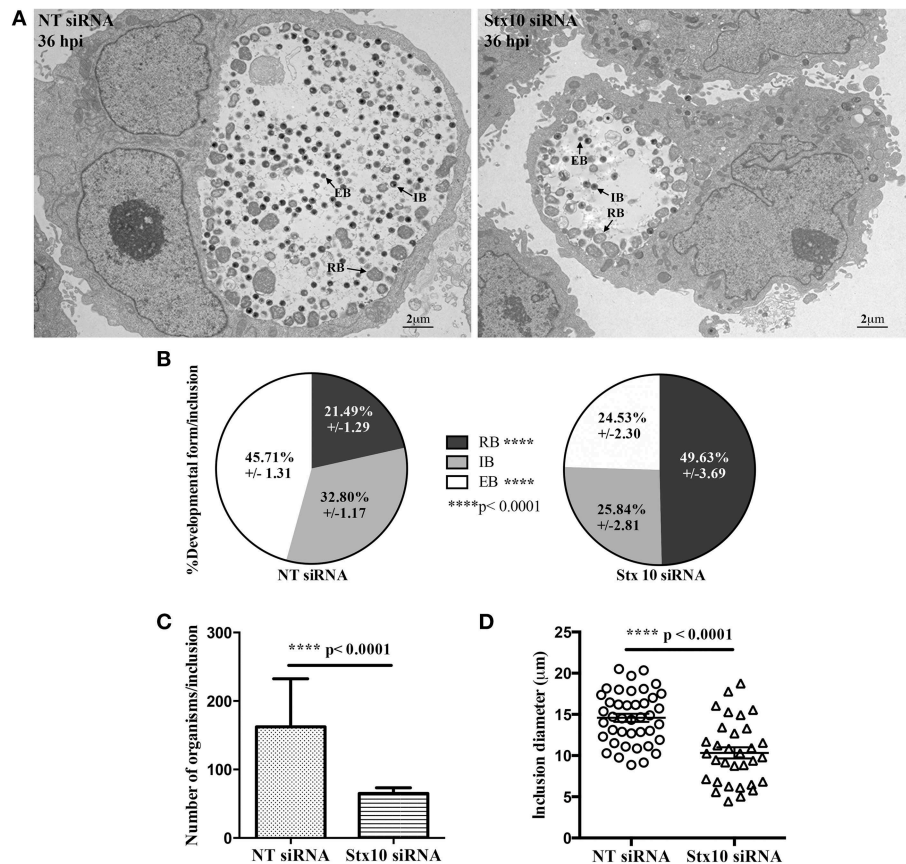 A
NT siRNA
36 hpi
EB
IB
RB
2μm
Stx10 siRNA
36 hpi
EB
IB
RB
2μm
B
%Developmental form/inclusion
21.49%
+/-1.29
45.71%
+/- 1.31
32.80%
+/-1.17
NT siRNA
RB ****
IB
EB ****
****p< 0.0001
24.53%
+/-2.30
49.63%
+/-3.69
25.84%
+/-2.81
Stx 10 siRNA
C
Number of organisms/inclusion
300
200
100
0
**** p< 0.0001
NT siRNA
Stx10 siRNA
D
Inclusion diameter (μm)
25
20
15
10
5
0
**** p < 0.0001
NT siRNA
Stx10 siRNA